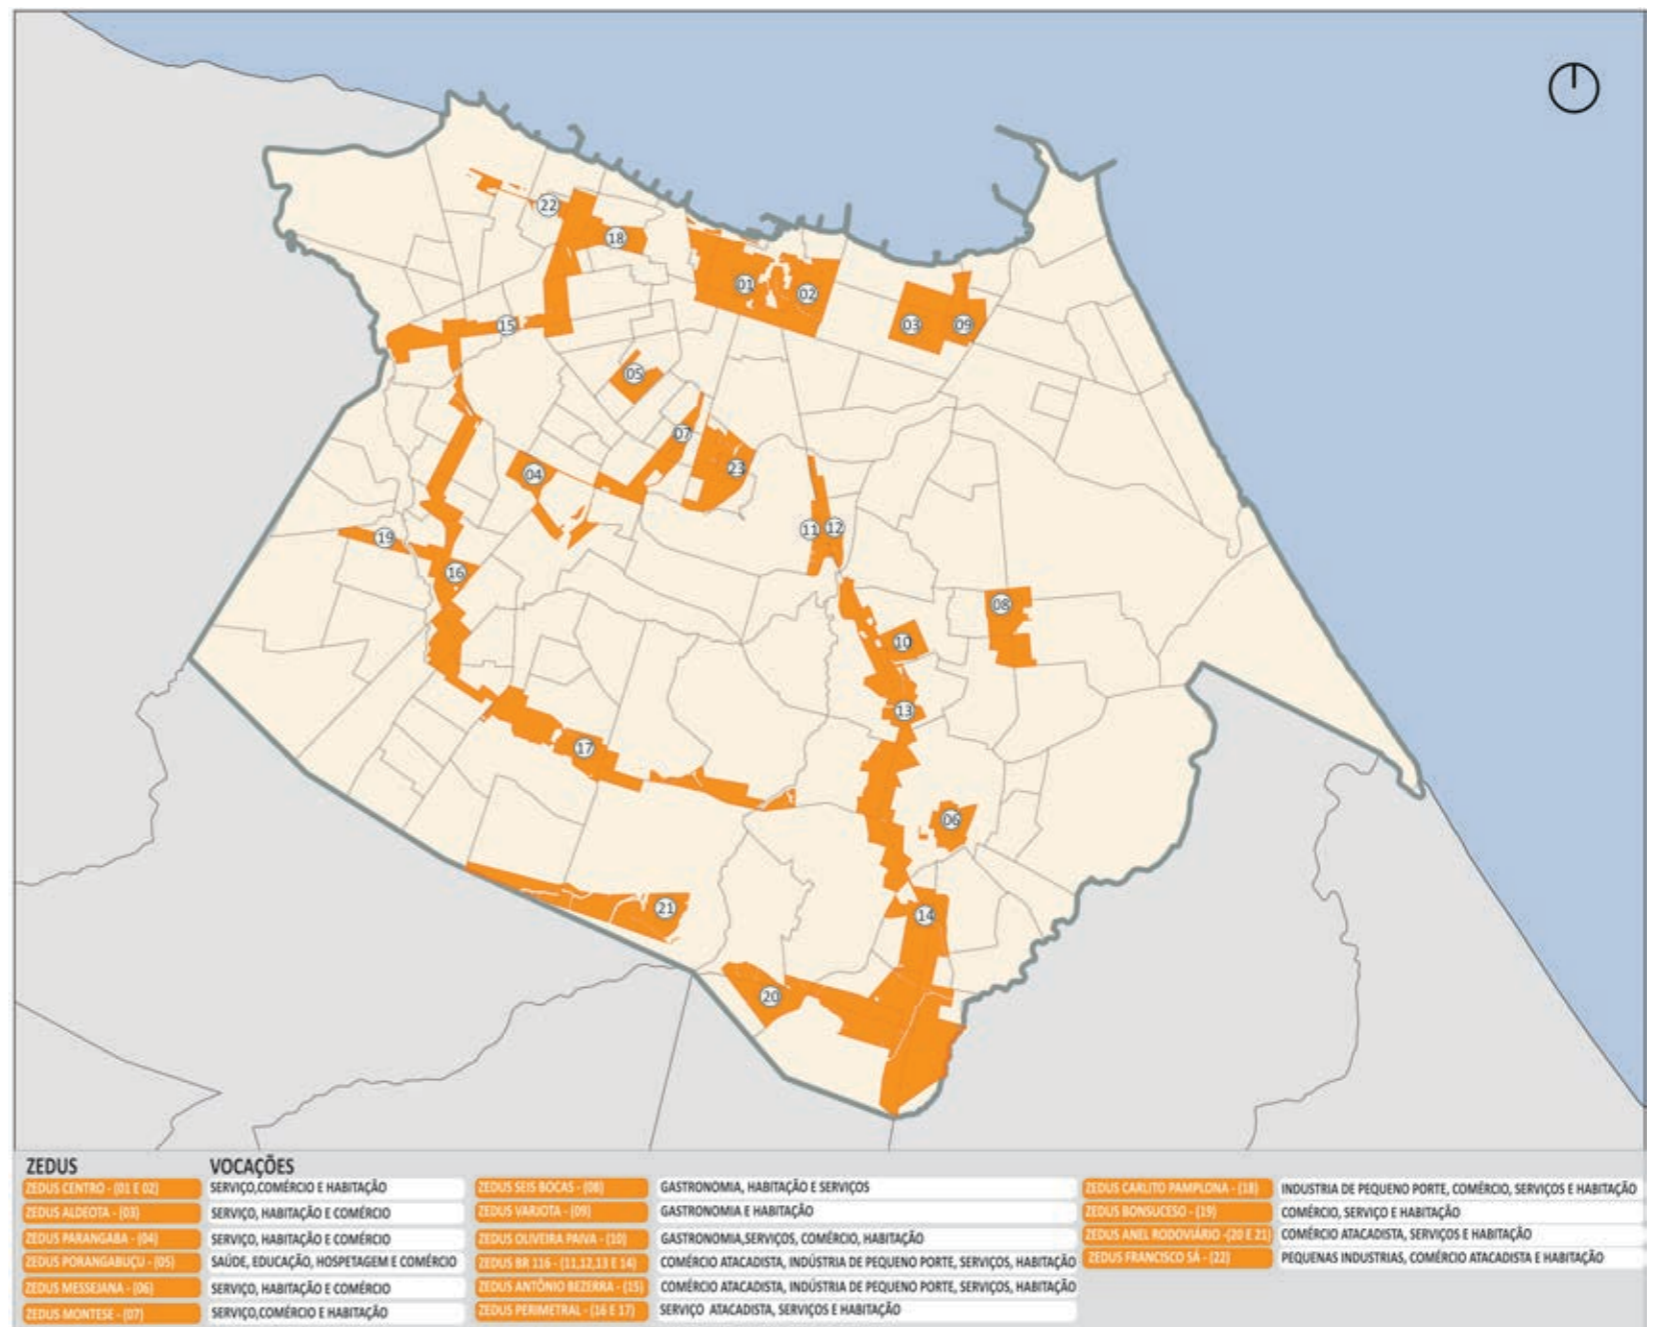 22
18
01
02
03
09
15
05
07
04
23
11
12
19
16
08
10
13
17
06
14
21
20
ZEDUS
VOCAÇÕES
ZEDUS CENTRO - (01 E 02)
SERVIÇO,COMÉRCIO E HABITAÇÃO
ZEDUS ALDEOTA - (03)
SERVIÇO, HABITAÇÃO E COMÉRCIO
ZEDUS PARANGABA - (04)
SERVIÇO, HABITAÇÃO E COMÉRCIO
ZEDUS PORANGABUÇU - (05)
SAÚDE, EDUCAÇÃO, HOSPETAGEM E COMÉRCIO
ZEDUS MESSEJANA - (06)
SERVIÇO, HABITAÇÃO E COMÉRCIO
ZEDUS MONTESE - (07)
SERVIÇO,COMÉRCIO E HABITAÇÃO
ZEDUS SEIS BOCAS - (08)
GASTRONOMIA, HABITAÇÃO E SERVIÇOS
ZEDUS VARJOTA - (09)
GASTRONOMIA E HABITAÇÃO
ZEDUS OLIVEIRA PAIVA - (10)
GASTRONOMIA,SERVIÇOS, COMÉRCIO, HABITAÇÃO
ZEDUS BR 116 - (11,12,13 E 14)
COMÉRCIO ATACADISTA, INDÚSTRIA DE PEQUENO PORTE, SERVIÇOS, HABITAÇÃO
ZEDUS ANTÔNIO BEZERRA - (15)
COMÉRCIO ATACADISTA, INDÚSTRIA DE PEQUENO PORTE, SERVIÇOS, HABITAÇÃO
ZEDUS PERIMETRAL - (16 E 17)
SERVIÇO ATACADISTA, SERVIÇOS E HABITAÇÃO
ZEDUS CARLITO PAMPLONA - (18)
INDUSTRIA DE PEQUENO PORTE, COMÉRCIO, SERVIÇOS E HABITAÇÃO
ZEDUS BONSUCESO - (19)
COMÉRCIO, SERVIÇO E HABITAÇÃO
ZEDUS ANEL RODOVIÁRIO -(20 E 21)
COMÉRCIO ATACADISTA, SERVIÇOS E HABITAÇÃO
ZEDUS FRANCISCO SÁ - (22)
PEQUENAS INDUSTRIAS, COMÉRCIO ATACADISTA E HABITAÇÃO